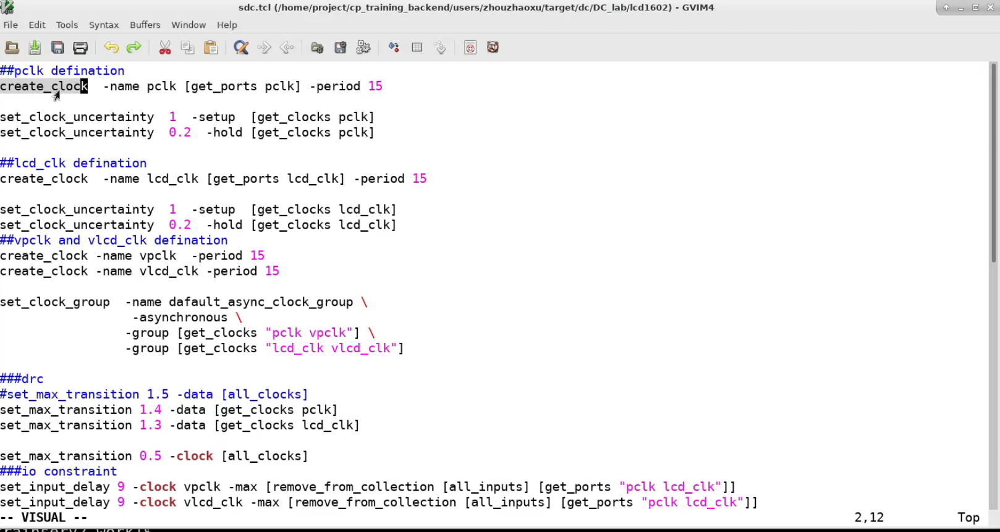 sdc.tcl (/home/project/cp_training_backend/users/zhouzhaoxu/target/dc/DC_lab/lcd1602) - GVIM4
File Edit Tools Syntax Buffers Window Help
##pclk defination
create_clock  -name pclk [get_ports pclk] -period 15
set_clock_uncertainty  1  -setup  [get_clocks pclk]
set_clock_uncertainty  0.2  -hold [get_clocks pclk]
##lcd_clk defination
create_clock  -name lcd_clk [get_ports lcd_clk] -period 15
set_clock_uncertainty  1  -setup  [get_clocks lcd_clk]
set_clock_uncertainty  0.2  -hold [get_clocks lcd_clk]
##vpclk and vlcd_clk defination
create_clock -name vpclk  -period 15
create_clock -name vlcd_clk -period 15
set_clock_group  -name dafault_async_clock_group \
-asynchronous \
-group [get_clocks "pclk vpclk"] \
-group [get_clocks "lcd_clk vlcd_clk"]
###drc
#set_max_transition 1.5 -data [all_clocks]
set_max_transition 1.4 -data [get_clocks pclk]
set_max_transition 1.3 -data [get_clocks lcd_clk]
set_max_transition 0.5 -clock [all_clocks]
###io constraint
set_input_delay 9 -clock vpclk -max [remove_from_collection [all_inputs] [get_ports "pclk lcd_clk"]]
set_input_delay 9 -clock vlcd_clk -max [remove_from_collection [all_inputs] [get_ports "pclk lcd_clk"]]
-- VISUAL -- 2,12 Top